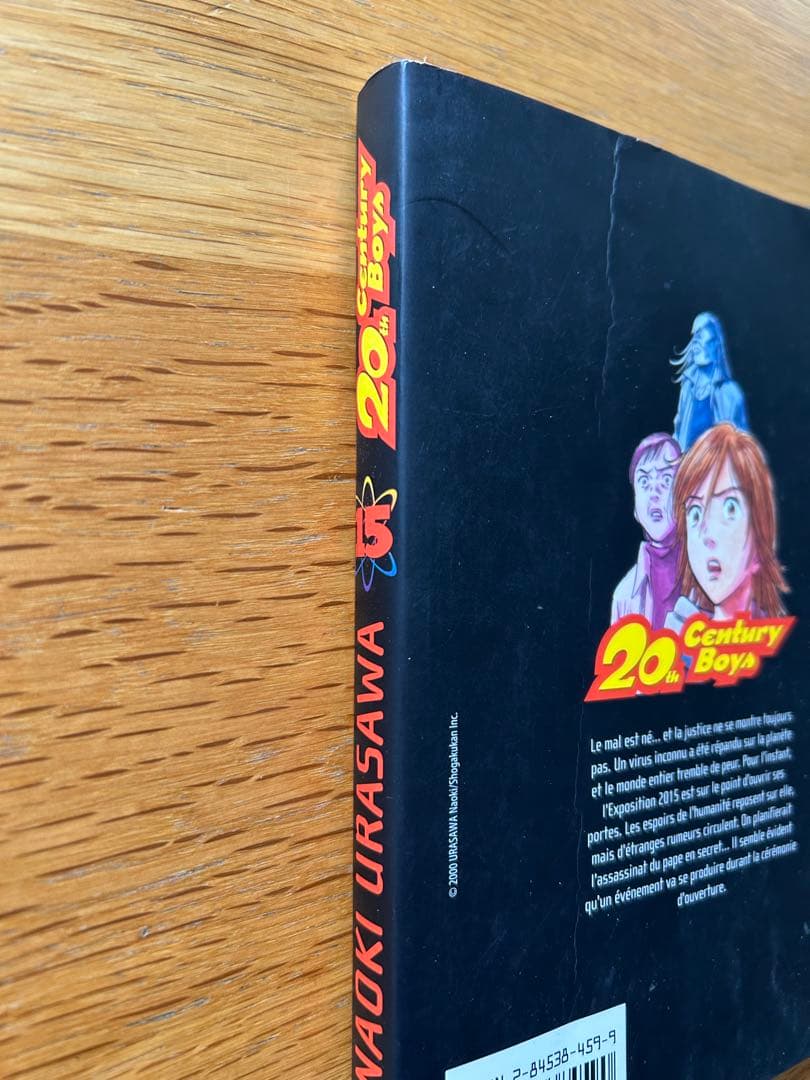 20th Century Boys
15
NAOKI URASAWA
20th Century Boys
© 2000 URASAWA Naoki/Shogakukan Inc.
Le mal est né... et la justice ne se montre toujours
pas. Un virus inconnu a été répandu sur la planète
et le monde entier tremble de peur. Pour l'instant,
l'Exposition 2015 est sur le point d'ouvrir ses
portes. Les espoirs de l'humanité reposent sur elle,
mais d'étranges rumeurs circulent. On planifierait
l'assassinat du pape en secret... Il semble évident
qu'un événement va se produire durant la cérémonie
d'ouverture.
2-84538-459-9